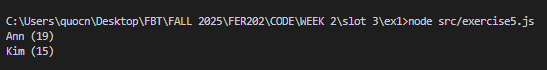 C:\Users\quocn\Desktop\FBT\FALL 2025\FER202\CODE\WEEK 2\slot 3\ex1>node src/exercise5.js
Ann (19)
Kim (15)